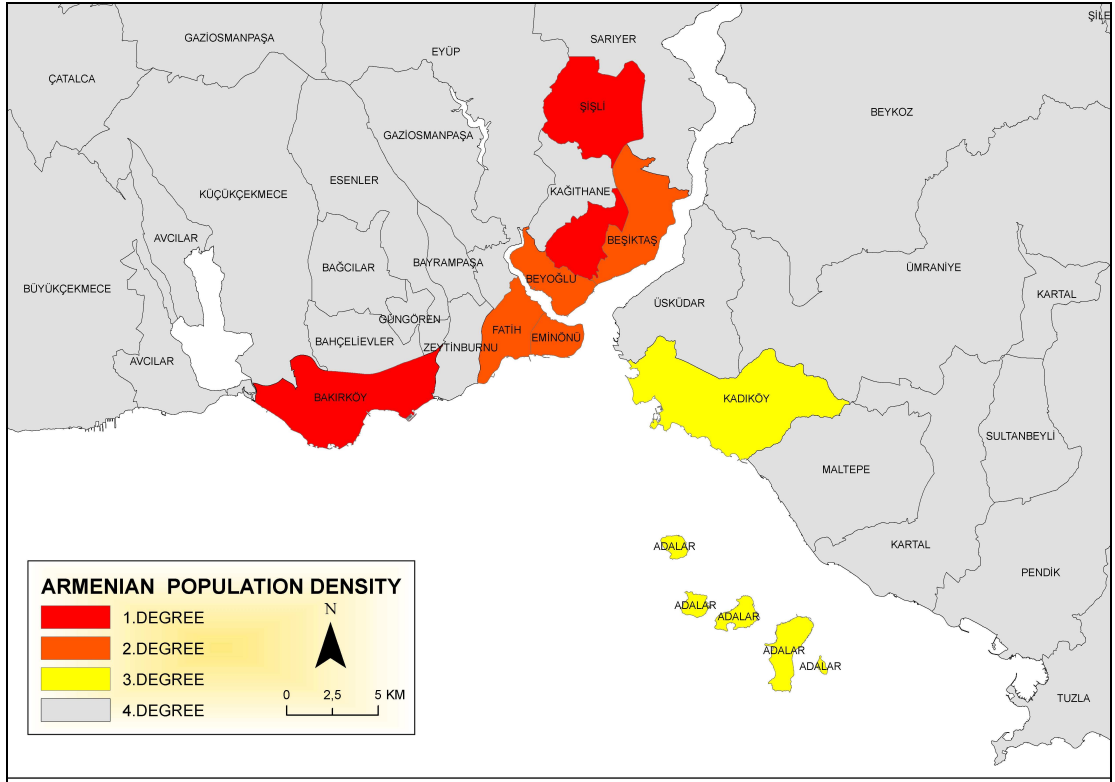 ŞİLE
GAZİOSMANPAŞA
SARIYER
EYÜP
ÇATALCA
ŞİŞLİ
BEYKOZ
GAZİOSMANPAŞA
ESENLER
KAĞITHANE
KÜÇÜKÇEKMECE
AVCILAR
BEŞİKTAŞ
BAYRAMPAŞA
BAĞCILAR
ÜMRANİYE
BEYOĞLU
BÜYÜKÇEKMECE
KARTAL
ÜSKÜDAR
GÜNGÖREN
FATİH
EMİNÖNÜ
BAHÇELİEVLER
ZEYTİNBURNU
AVCILAR
BAKIRKÖY
KADIKÖY
SULTANBEYLİ
MALTEPE
ADALAR
KARTAL
PENDİK
ADALAR
ADALAR
ADALAR
ADALAR
TUZLA
ARMENIAN POPULATION DENSITY
1.DEGREE
2.DEGREE
3.DEGREE
4.DEGREE
N
0 2,5 5 KM